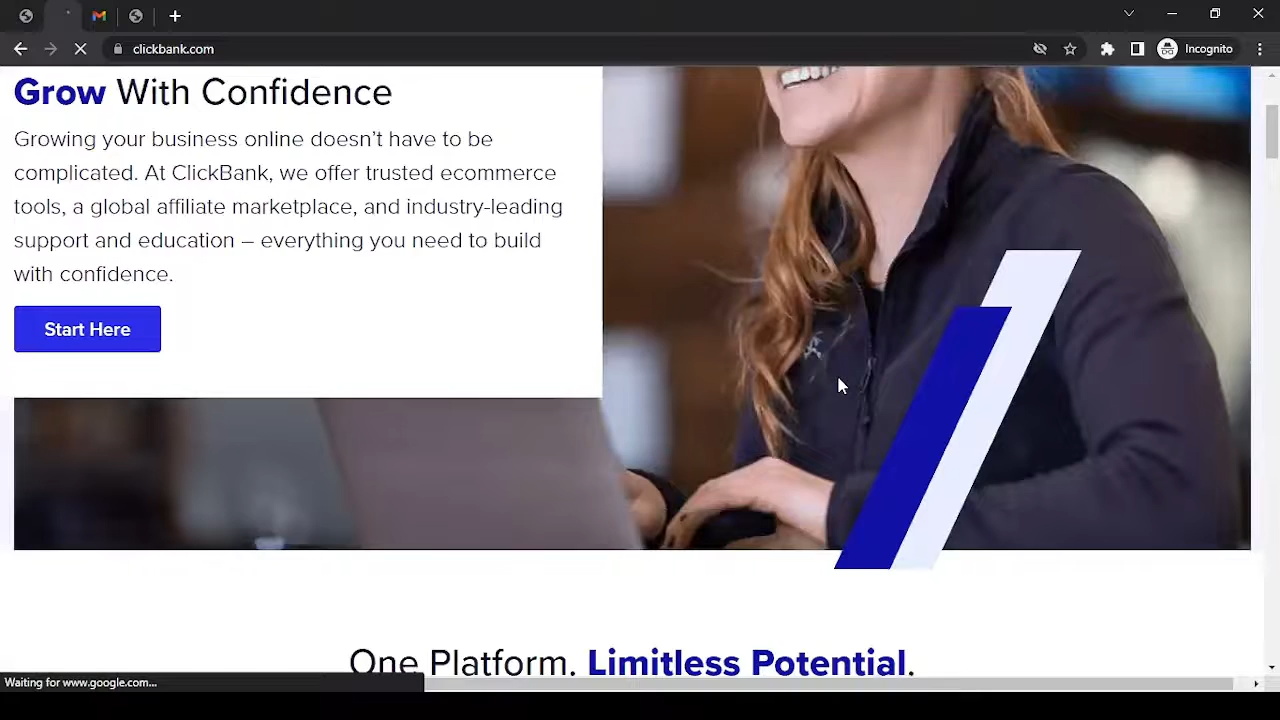 clickbank.com
Incognito
Grow With Confidence
Growing your business online doesn’t have to be
complicated. At ClickBank, we offer trusted ecommerce
tools, a global affiliate marketplace, and industry-leading
support and education – everything you need to build
with confidence.
Start Here
One Platform. Limitless Potential.
Waiting for www.google.com...